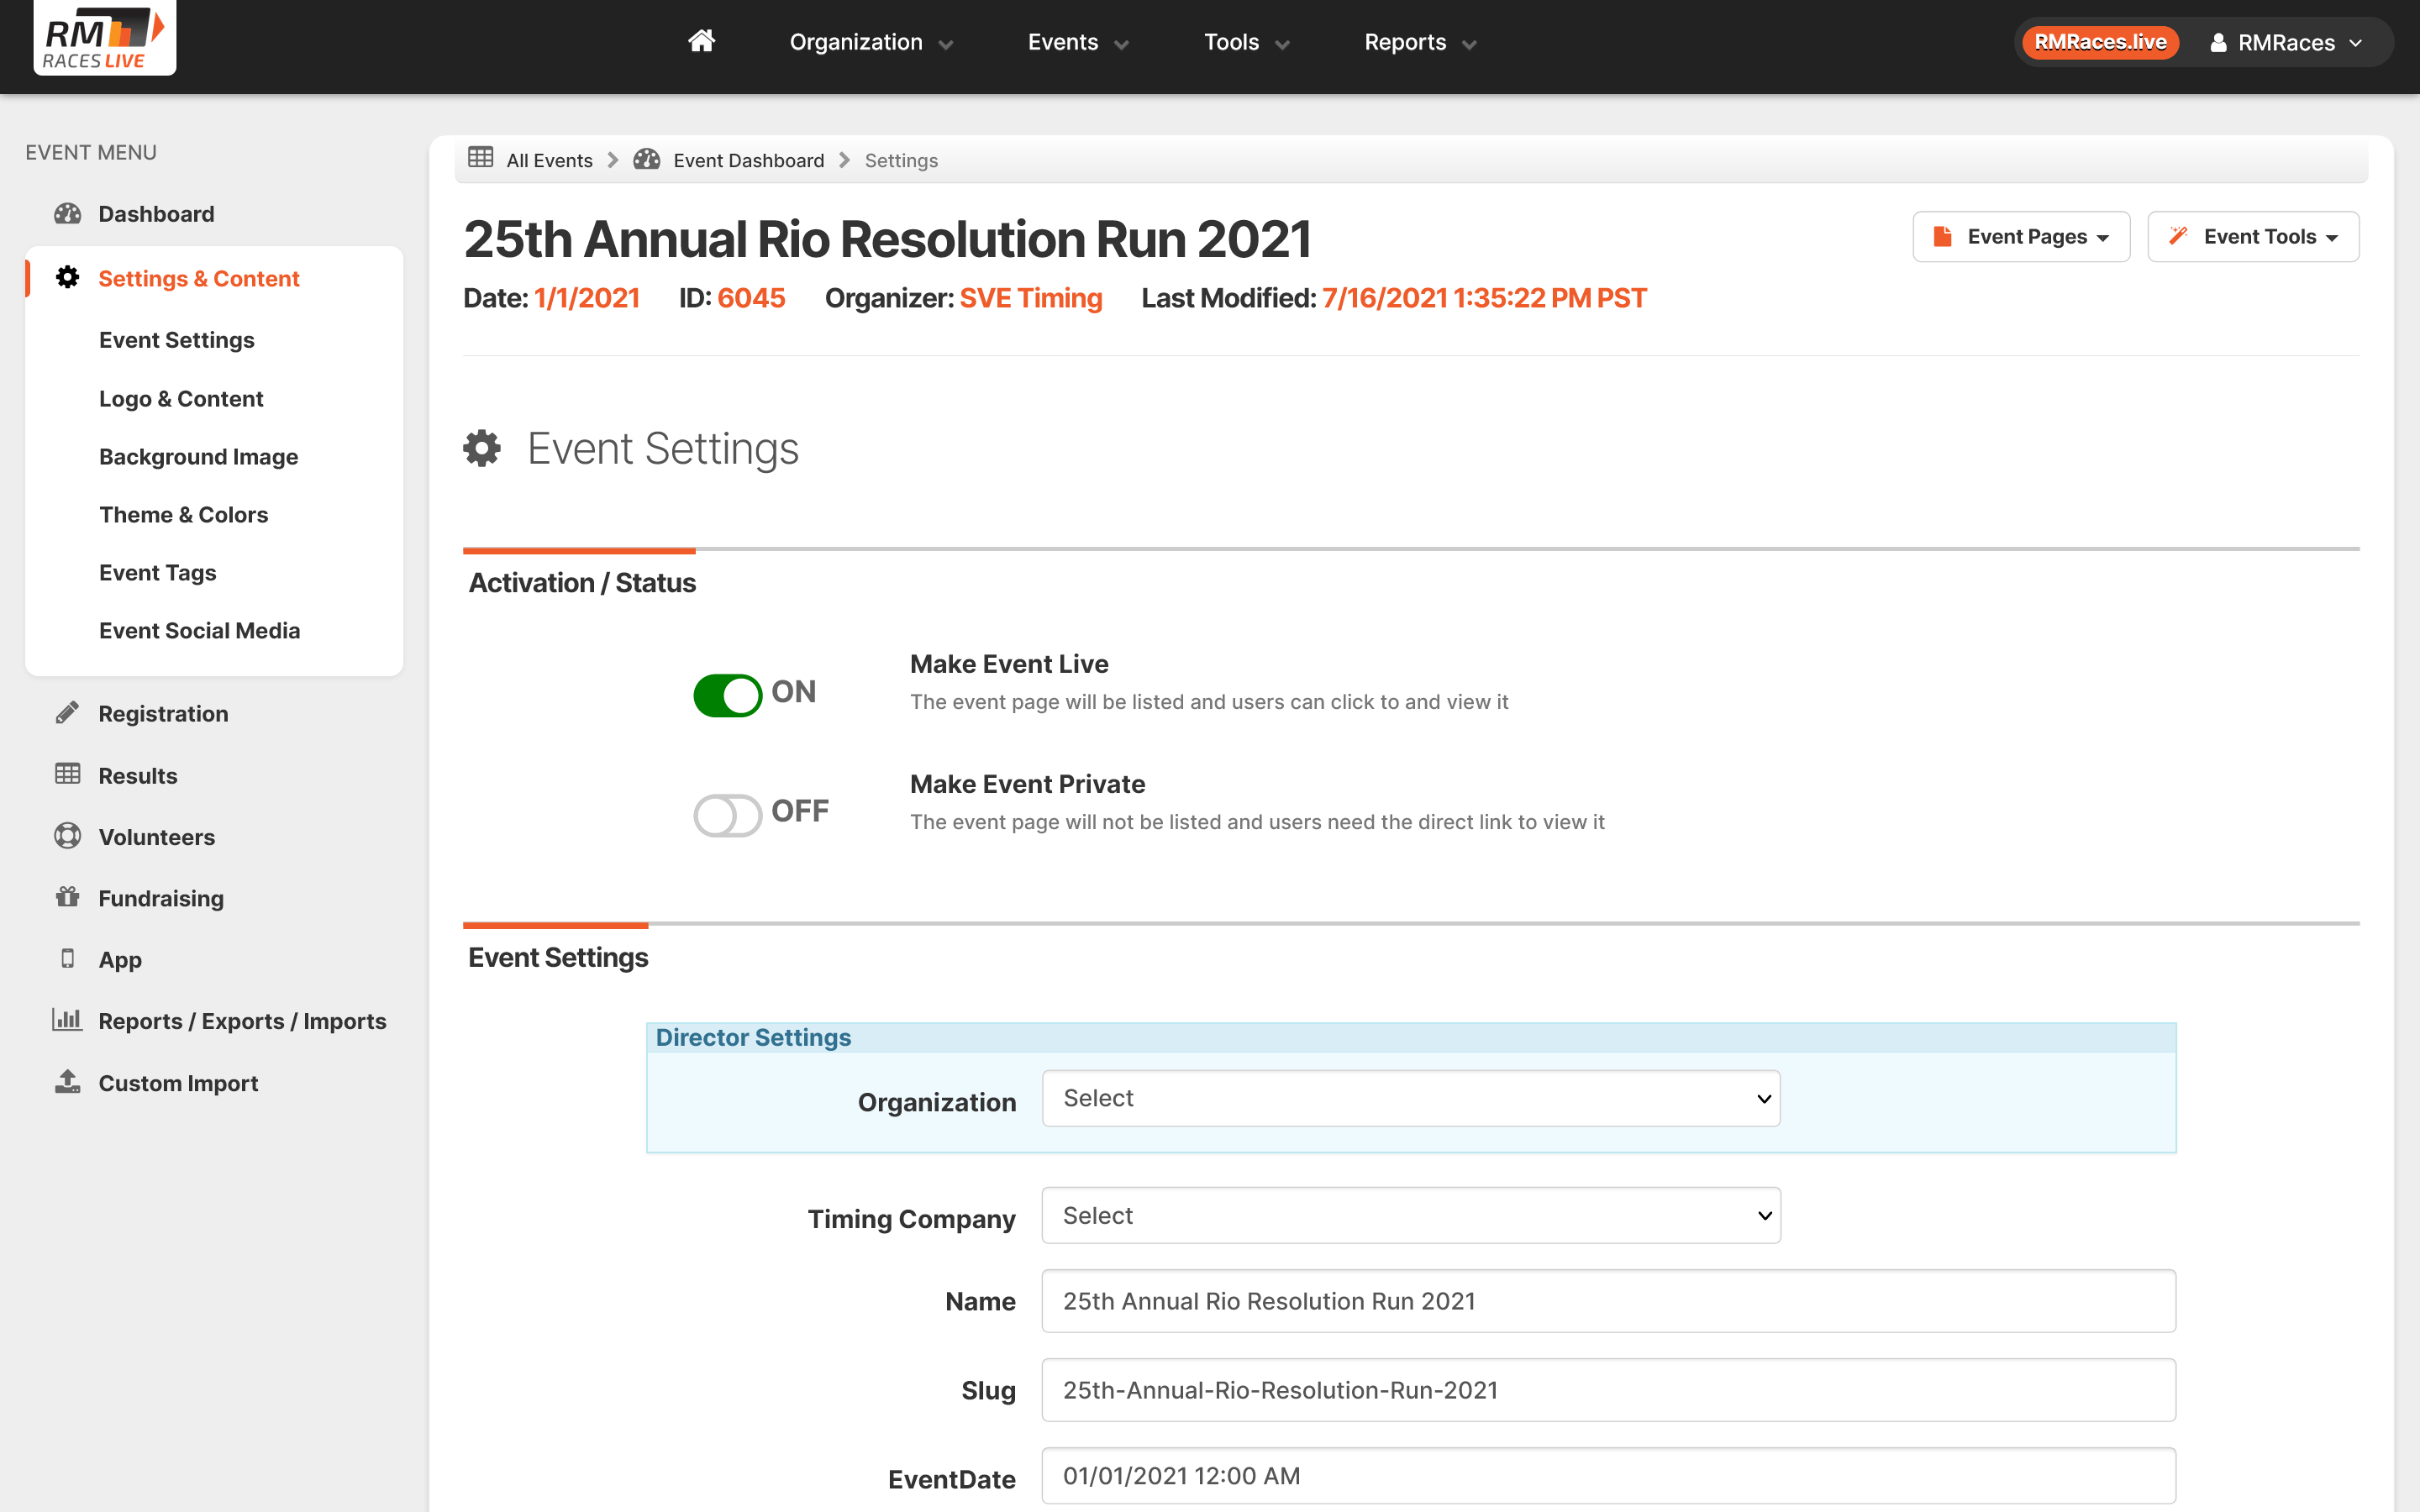 RM
RACES LIVE
Organization
Events
Tools
Reports
RMRaces.live
RMRaces
EVENT MENU
Dashboard
Settings & Content
Event Settings
Logo & Content
Background Image
Theme & Colors
Event Tags
Event Social Media
Registration
Results
Volunteers
Fundraising
App
Reports / Exports / Imports
Custom Import
All Events
Event Dashboard
Settings
25th Annual Rio Resolution Run 2021
Event Pages
Event Tools
Date: 1/1/2021 ID: 6045 Organizer: SVE Timing Last Modified: 7/16/2021 1:35:22 PM PST
Event Settings
Activation / Status
ON
Make Event Live
The event page will be listed and users can click to and view it
OFF
Make Event Private
The event page will not be listed and users need the direct link to view it
Event Settings
Director Settings
Organization Select
Timing Company Select
Name 25th Annual Rio Resolution Run 2021
Slug 25th-Annual-Rio-Resolution-Run-2021
EventDate 01/01/2021 12:00 AM